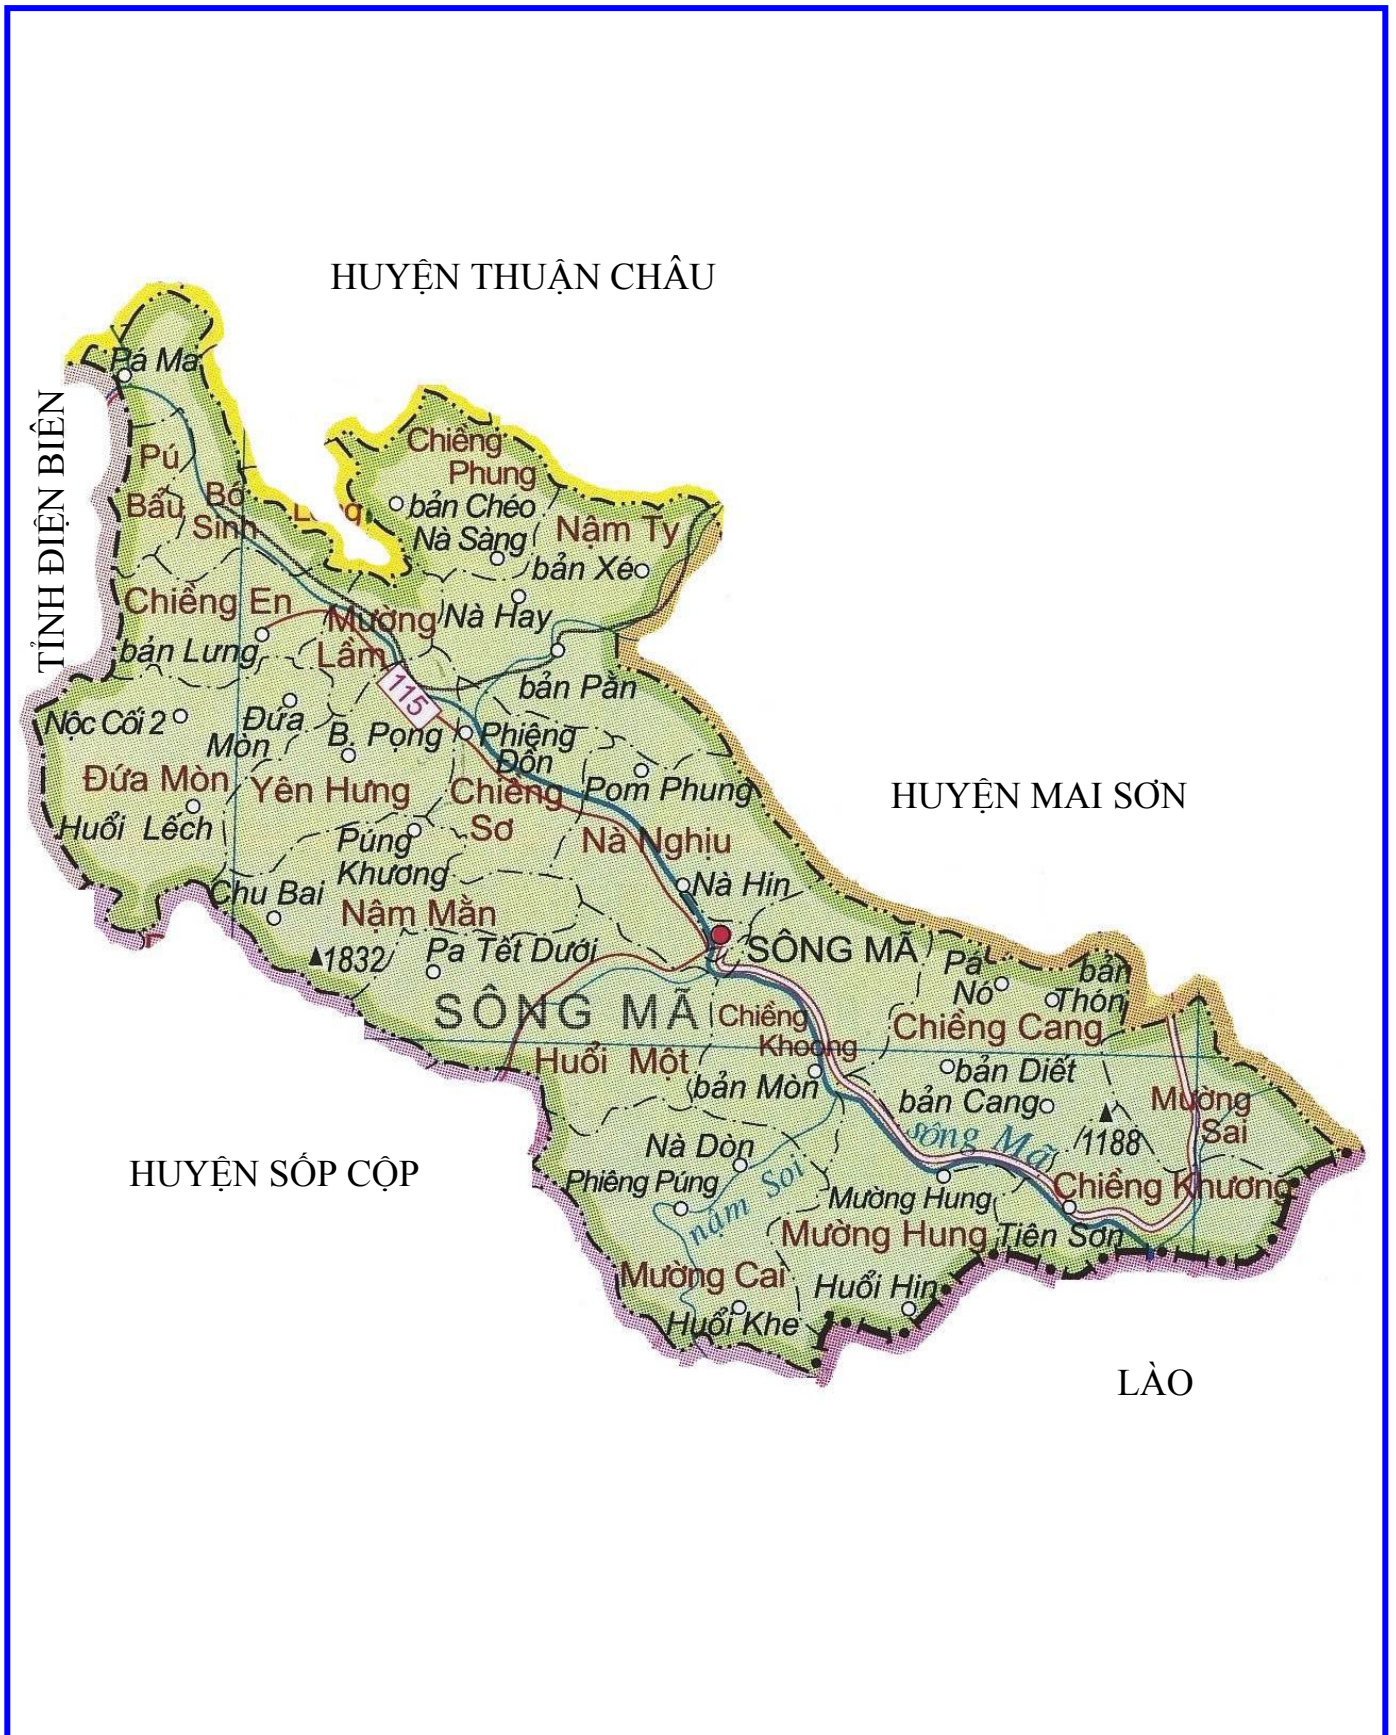 HUYỆN THUẬN CHÂU
TỈNH ĐIỆN BIÊN
Pá Ma
Chiềng
Phung
Pú
Bẩu
Bó
Sinh
bản Chéo
Nà Sàng
Nậm Ty
bản Xé
Chiềng En
Mường
Lầm
Nà Hay
bản Lưng
115
bản Pằn
Nộc Cối 2
Đứa
Mòn
B. Pọng
Phiêng
Đồn
Đứa Mòn
Yên Hưng
Chiềng
Sơ
Pom Phung
HUYỆN MAI SƠN
Huổi Lếch
Púng
Khương
Nà Nghịu
Chu Bai
Nậm Mằn
Nà Hin
1832
Pa Tết Dưới
SÔNG MÃ
Pá
Nó
bản
Thón
SÔNG MÃ
Chiềng
Khoong
Chiềng Cang
Huổi Một
bản Mòn
bản Diết
bản Cang
Mường
Sai
sông Mã
1188
HUYỆN SỐP CỘP
Nà Dòn
Phiêng Púng
nậm Soi
Mường Hung
Chiềng Khương
Mường Hung
Tiên Sơn
Mường Cai
Huổi Hin
Huổi Khe
LÀO